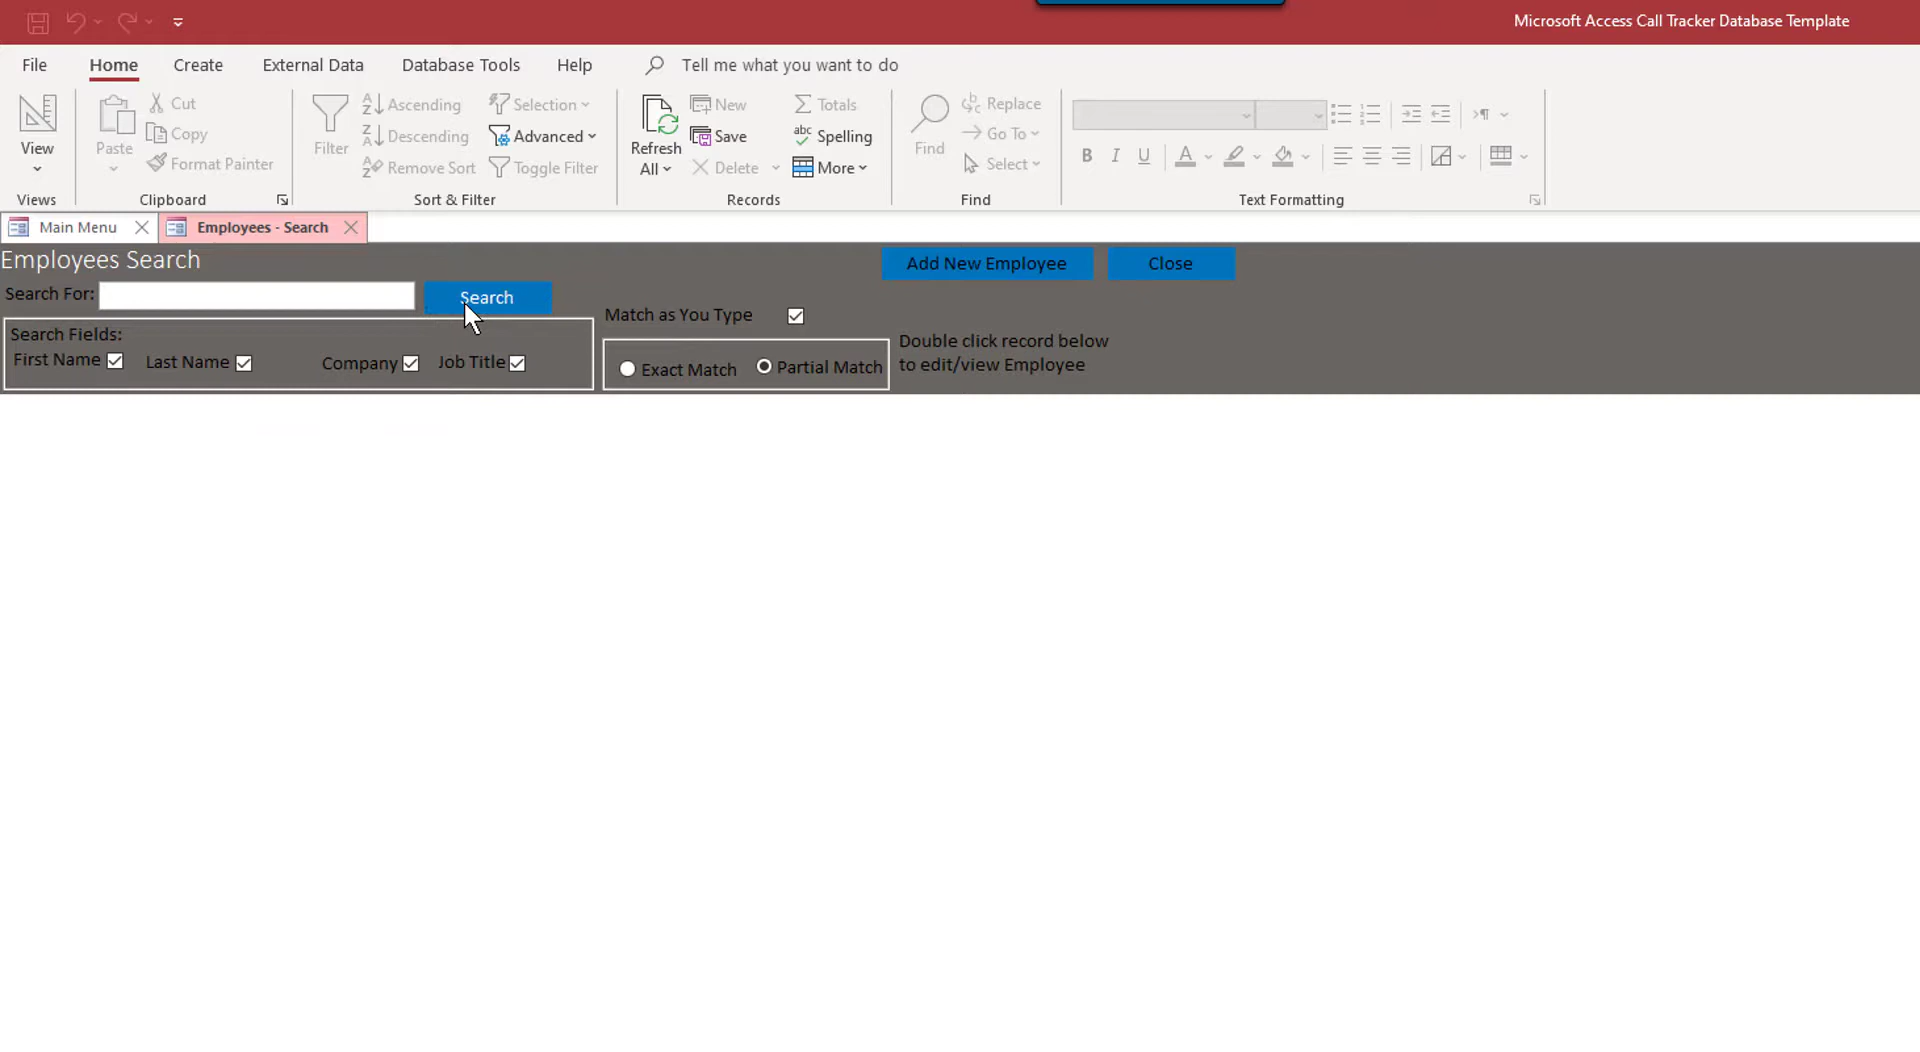 Microsoft Access Call Tracker Database Template
File Home Create External Data Database Tools Help Tell me what you want to do
View
Views
Paste
Cut
Copy
Format Painter
Clipboard
Filter
Ascending
Descending
Remove Sort
Selection
Advanced
Toggle Filter
Sort & Filter
Refresh
All
New
Save
Delete
Totals
Spelling
More
Records
Find
Replace
Go To
Select
Find
B I U A
Text Formatting
Main Menu Employees - Search
Employees Search
Add New Employee Close
Search For: Search
Match as You Type
Search Fields:
First Name Last Name Company Job Title
Exact Match Partial Match
Double click record below
to edit/view Employee